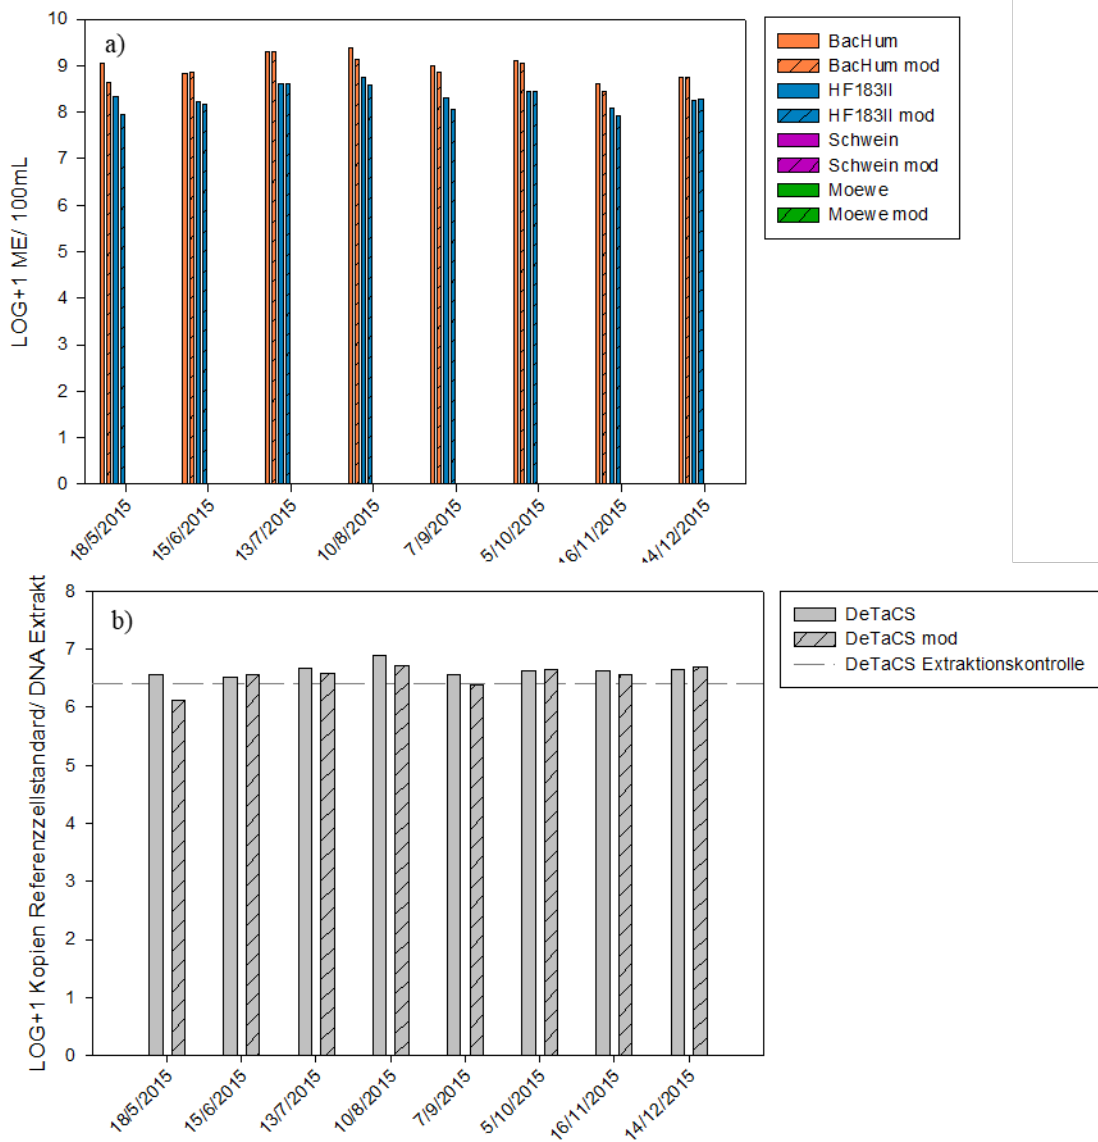 a)
LOG+1 ME/ 100mL
10
9
8
7
6
5
4
3
2
1
0
18/5/2015
15/6/2015
13/7/2015
10/8/2015
7/9/2015
5/10/2015
16/11/2015
14/12/2015
BacHum
BacHum mod
HF183II
HF183II mod
Schwein
Schwein mod
Moewe
Moewe mod
b)
LOG+1 Kopien Referenzzellstandard/ DNA Extrakt
8
7
6
5
4
3
2
1
0
18/5/2015
15/6/2015
13/7/2015
10/8/2015
7/9/2015
5/10/2015
16/11/2015
14/12/2015
DeTaCS
DeTaCS mod
DeTaCS Extraktionskontrolle